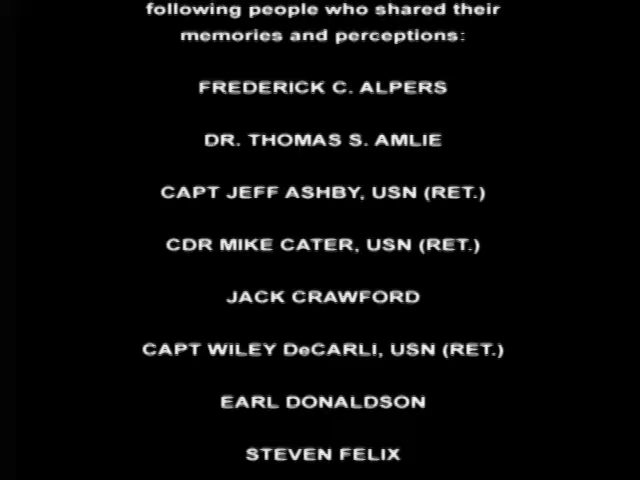 following people who shared their
memories and perceptions:
FREDERICK C. ALPERS
DR. THOMAS S. AMLIE
CAPT JEFF ASHBY, USN (RET.)
CDR MIKE CATER, USN (RET.)
JACK CRAWFORD
CAPT WILEY DeCARLI, USN (RET.)
EARL DONALDSON
STEVEN FELIX